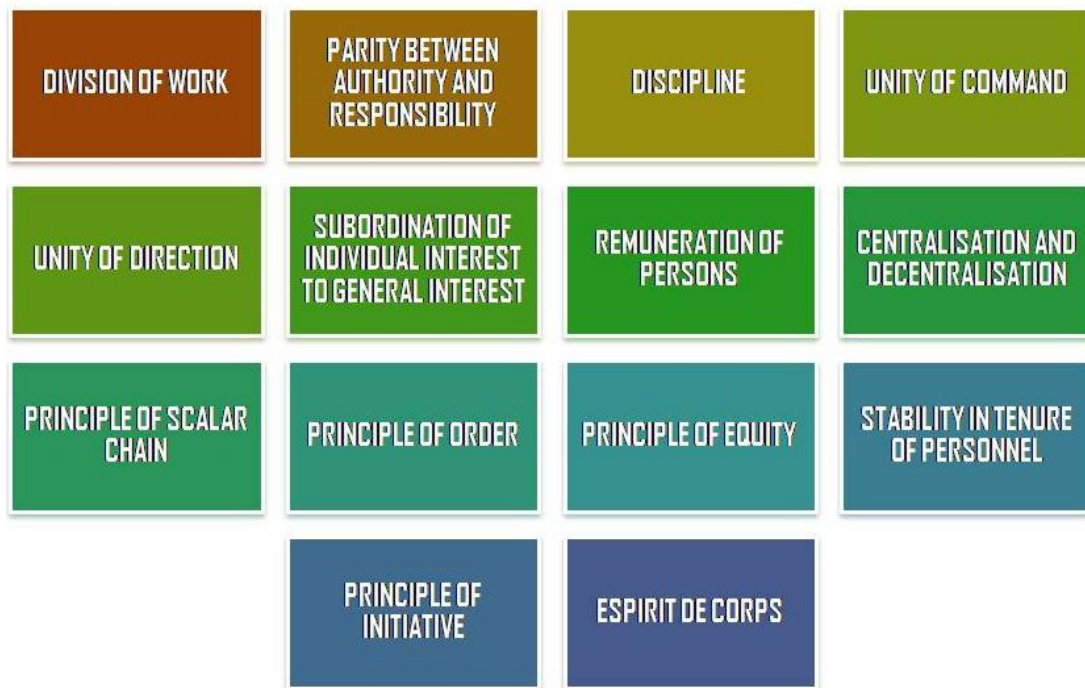 DIVISION OF WORK
PARITY BETWEEN
AUTHORITY AND
RESPONSIBILITY
DISCIPLINE
UNITY OF COMMAND
UNITY OF DIRECTION
SUBORDINATION OF
INDIVIDUAL INTEREST
TO GENERAL INTEREST
REMUNERATION OF
PERSONS
CENTRALISATION AND
DECENTRALISATION
PRINCIPLE OF SCALAR
CHAIN
PRINCIPLE OF ORDER
PRINCIPLE OF EQUITY
STABILITY IN TENURE
OF PERSONNEL
PRINCIPLE OF
INITIATIVE
ESPIRIT DE CORPS